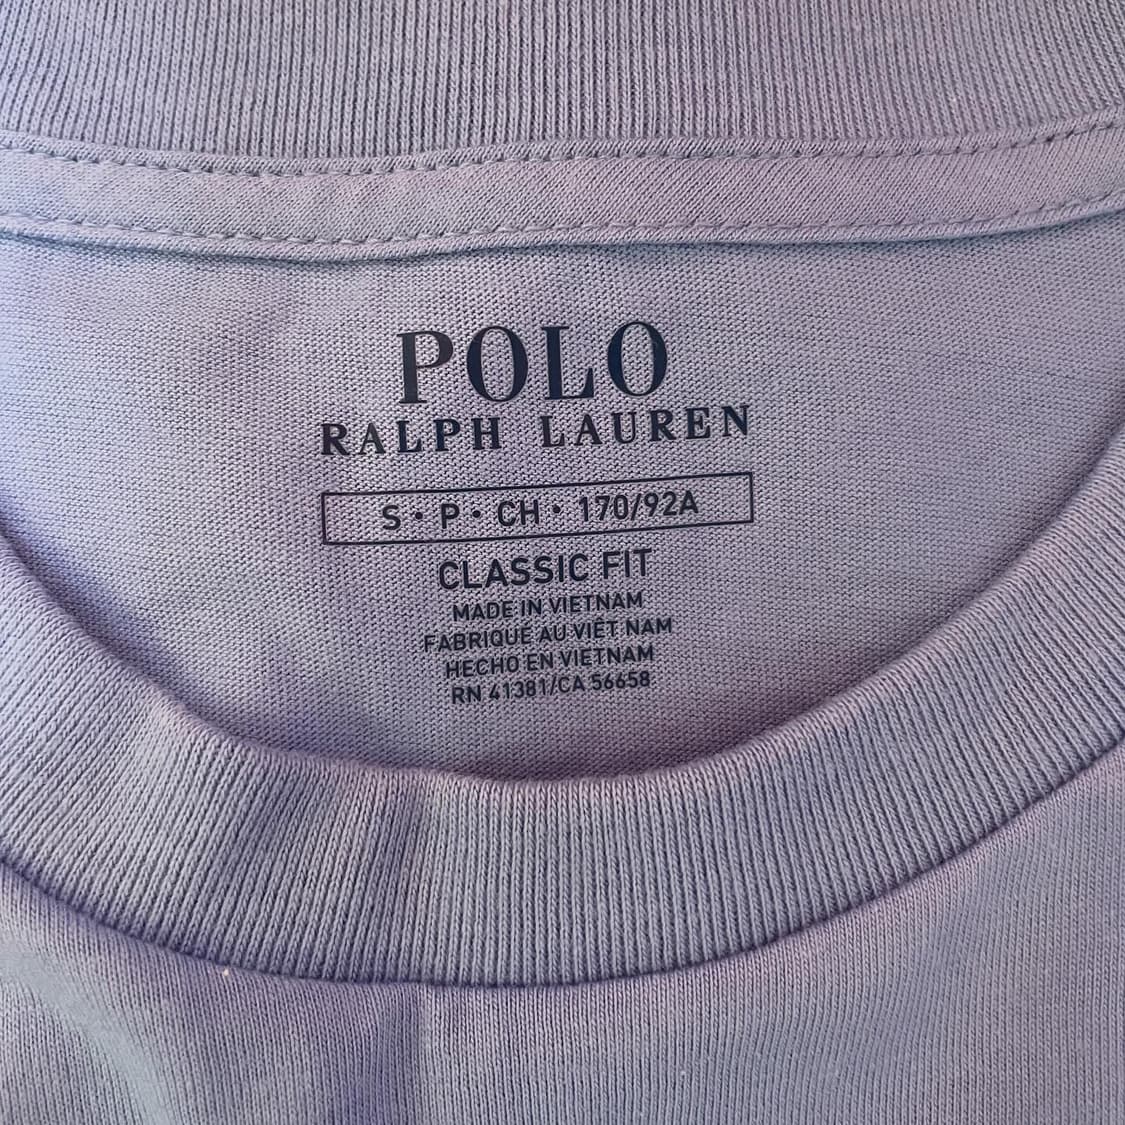 POLO
RALPH LAUREN
S • P • CH • 170/92A
CLASSIC FIT
MADE IN VIETNAM
FABRIQUÉ AU VIÊT NAM
HECHO EN VIETNAM
RN 41381/CA 56658